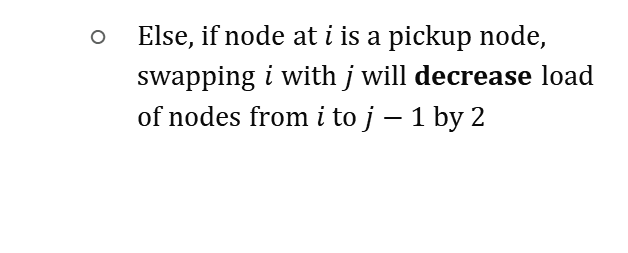 ○ Else, if node at i is a pickup node,
swapping i with j will decrease load
of nodes from i to j − 1 by 2